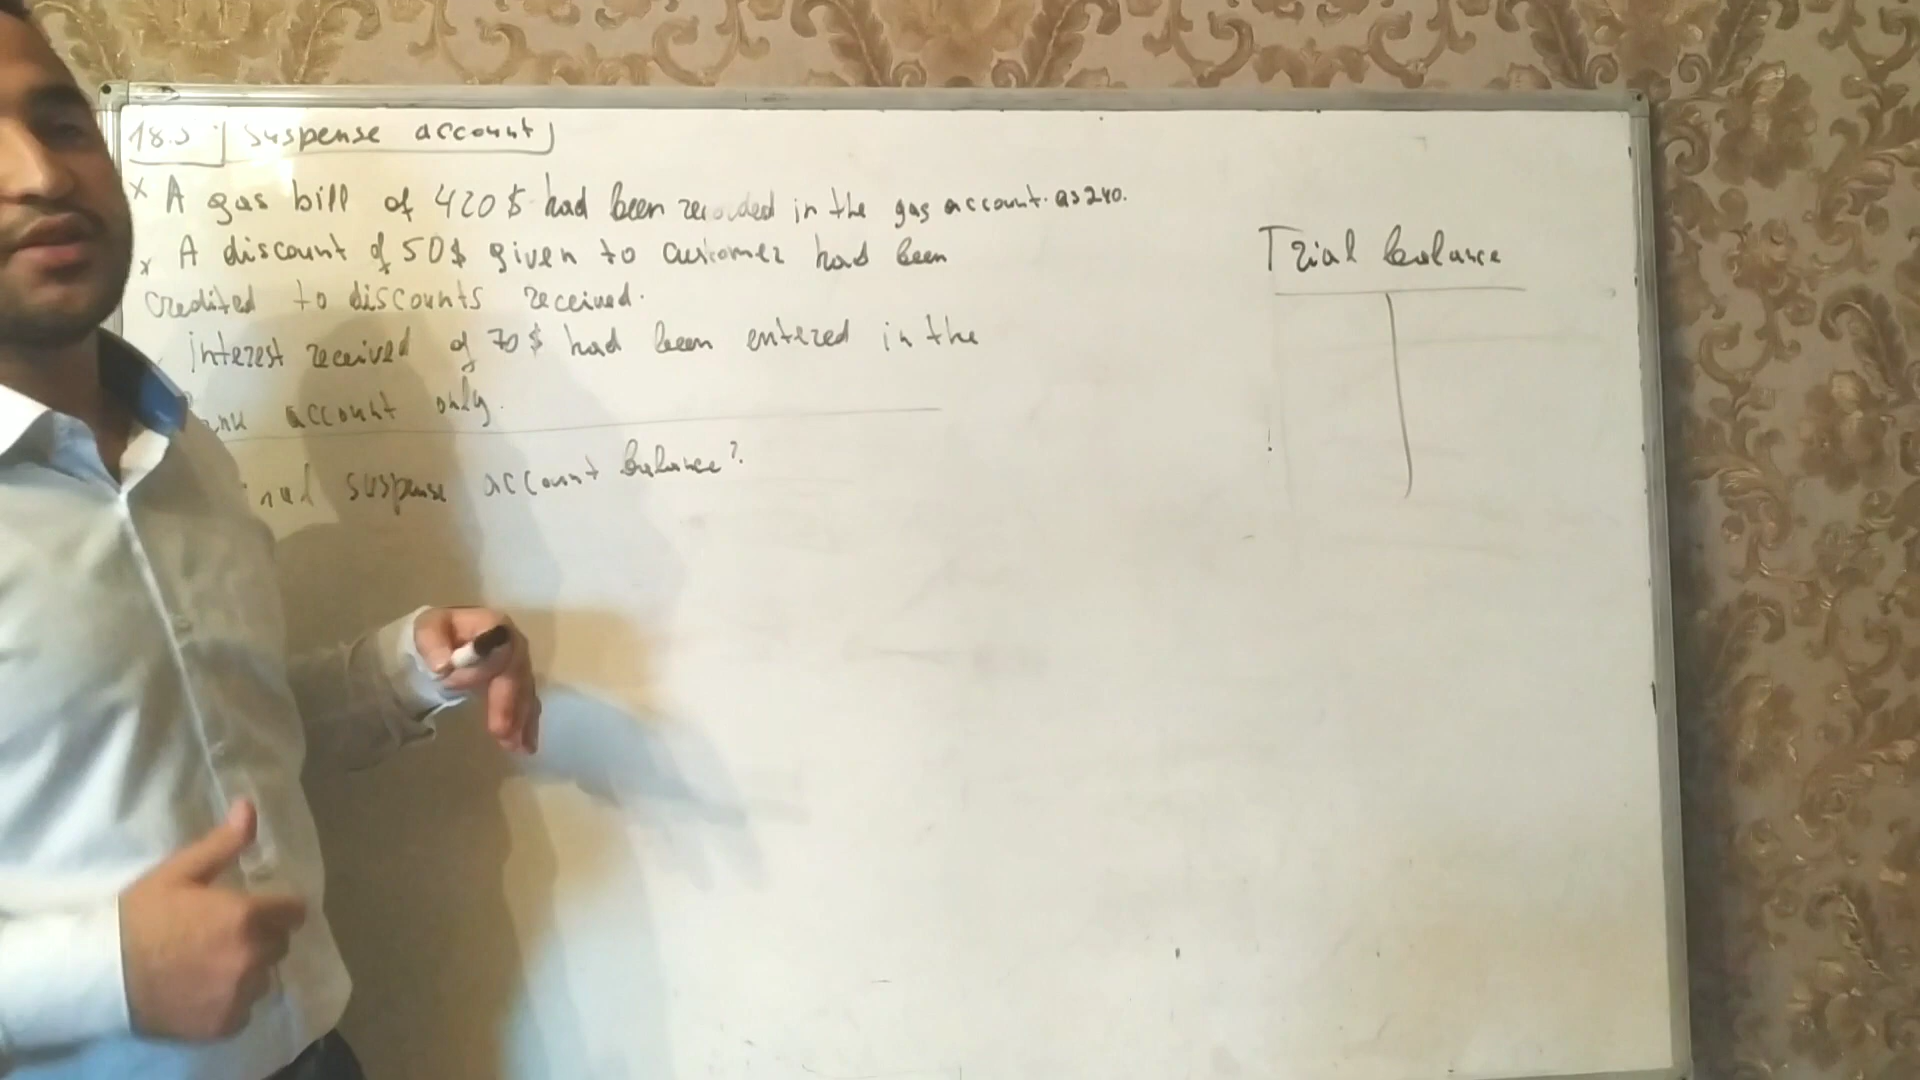 18.5 suspense account
x A gas bill of 420$ had been recorded in the gas account. as 240.
x A discount of 50$ given to customer had been
credited to discounts received.
interest received of 70$ had been entered in the
account only.
suspense account balance?
Trial balance